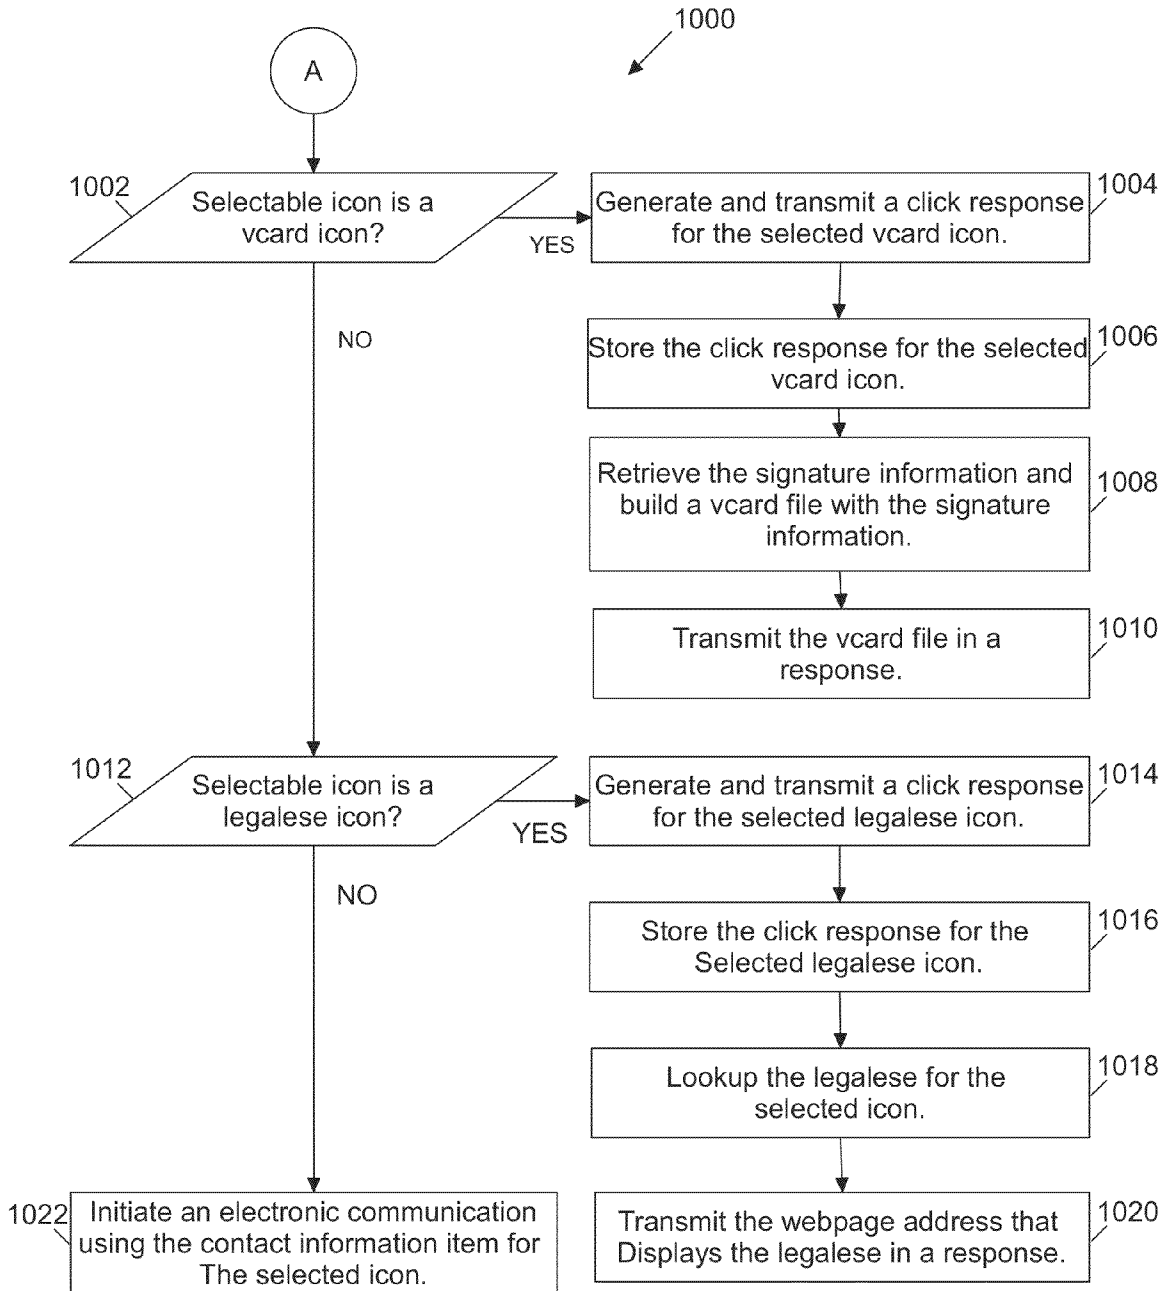 1000
A
1002
Selectable icon is a
vcard icon?
YES
NO
1004
Generate and transmit a click response
for the selected vcard icon.
1006
Store the click response for the selected
vcard icon.
1008
Retrieve the signature information and
build a vcard file with the signature
information.
1010
Transmit the vcard file in a
response.
1012
Selectable icon is a
legalese icon?
YES
NO
1014
Generate and transmit a click response
for the selected legalese icon.
1016
Store the click response for the
Selected legalese icon.
1018
Lookup the legalese for the
selected icon.
1020
Transmit the webpage address that
Displays the legalese in a response.
1022
Initiate an electronic communication
using the contact information item for
The selected icon.